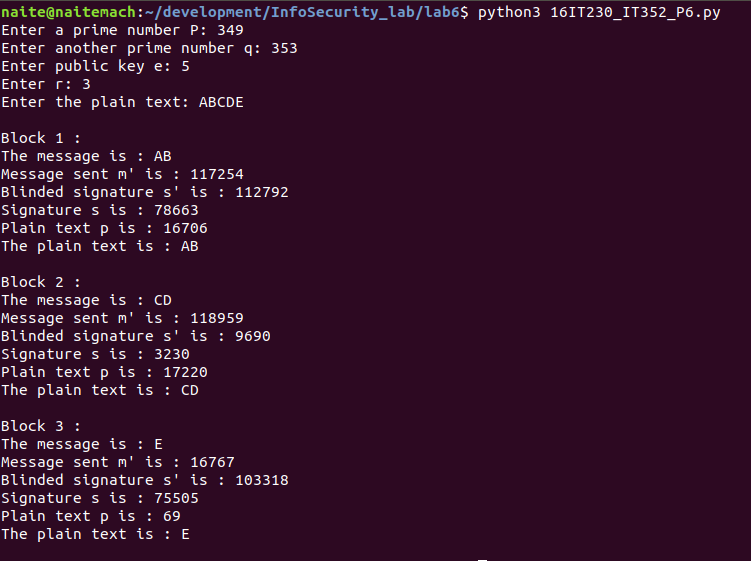 naite@naitemach:~/development/InfoSecurity_lab/lab6$ python3 16IT230_IT352_P6.py
Enter a prime number P: 349
Enter another prime number q: 353
Enter public key e: 5
Enter r: 3
Enter the plain text: ABCDE
Block 1 :
The message is : AB
Message sent m' is : 117254
Blinded signature s' is : 112792
Signature s is : 78663
Plain text p is : 16706
The plain text is : AB
Block 2 :
The message is : CD
Message sent m' is : 118959
Blinded signature s' is : 9690
Signature s is : 3230
Plain text p is : 17220
The plain text is : CD
Block 3 :
The message is : E
Message sent m' is : 16767
Blinded signature s' is : 103318
Signature s is : 75505
Plain text p is : 69
The plain text is : E